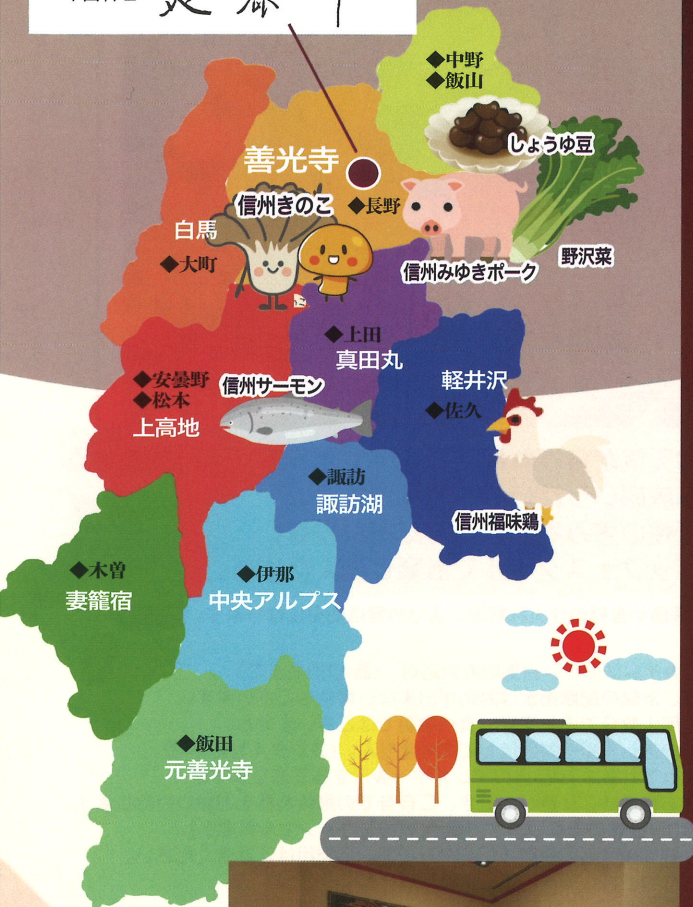 ◆中野
◆飯山
しょうゆ豆
善光寺
信州きのこ
◆長野
白馬
◆大町
野沢菜
信州みゆきポーク
◆上田
真田丸
◆安曇野
◆松本
上高地
信州サーモン
軽井沢
◆佐久
◆諏訪
諏訪湖
信州福味鶏
◆木曽
妻籠宿
◆伊那
中央アルプス
◆飯田
元善光寺